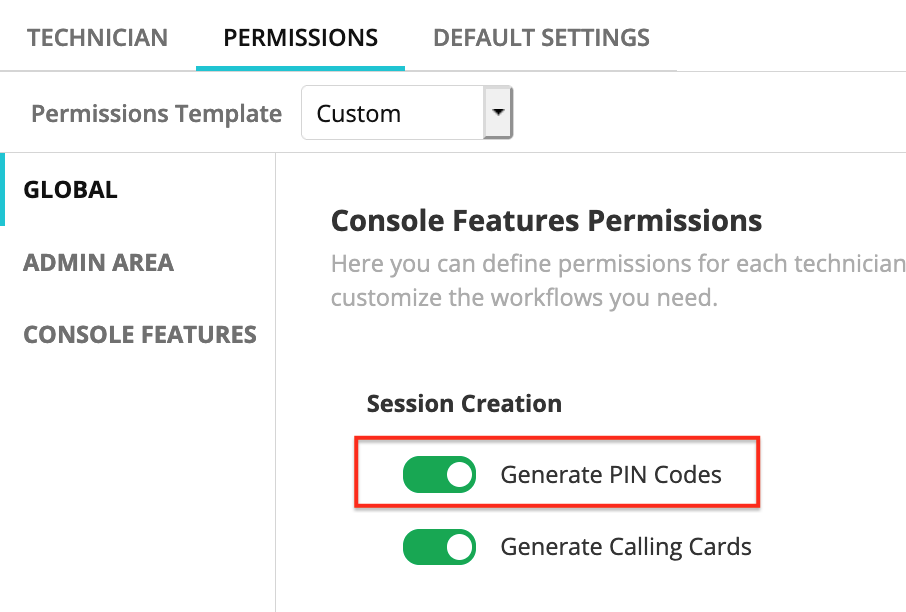 TECHNICIAN PERMISSIONS DEFAULT SETTINGS
Permissions Template Custom
GLOBAL
ADMIN AREA
CONSOLE FEATURES
Console Features Permissions
Here you can define permissions for each technician
customize the workflows you need.
Session Creation
Generate PIN Codes
Generate Calling Cards